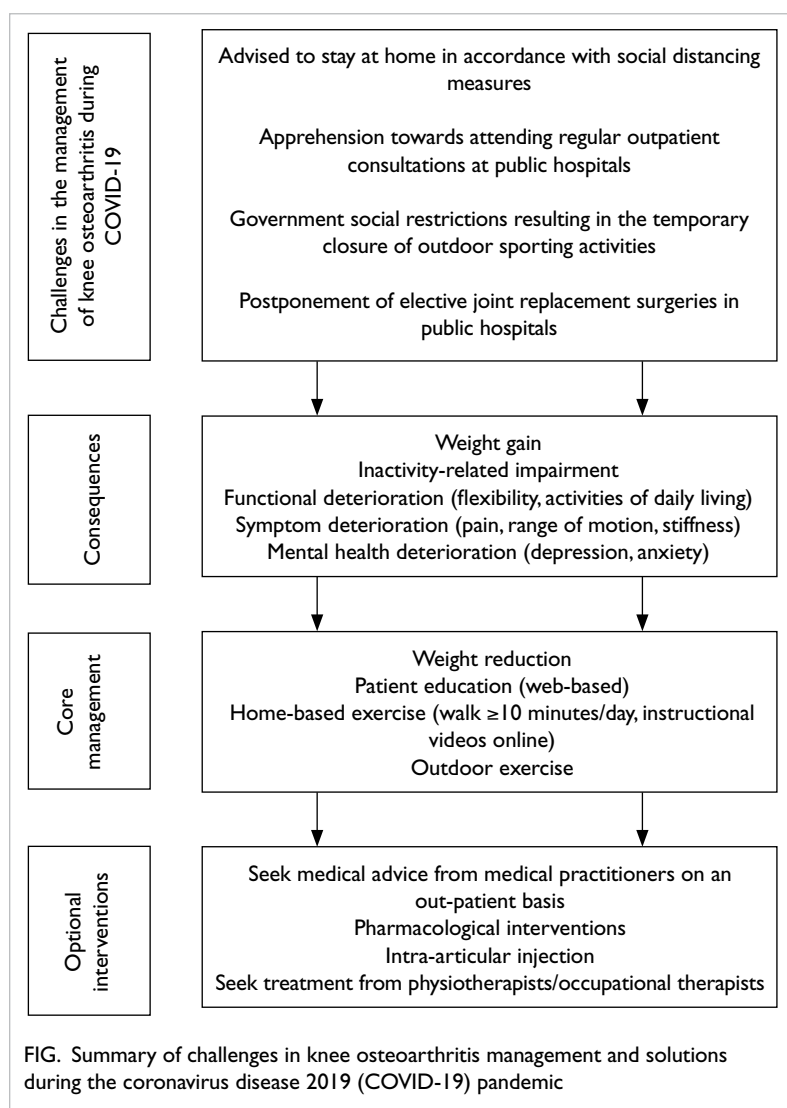 Challenges in the management
of knee osteoarthritis during
COVID-19
Advised to stay at home in accordance with social distancing
measures
Apprehension towards attending regular outpatient
consultations at public hospitals
Government social restrictions resulting in the temporary
closure of outdoor sporting activities
Postponement of elective joint replacement surgeries in
public hospitals
Consequences
Weight gain
Inactivity-related impairment
Functional deterioration (flexibility, activities of daily living)
Symptom deterioration (pain, range of motion, stiffness)
Mental health deterioration (depression, anxiety)
Core
management
Weight reduction
Patient education (web-based)
Home-based exercise (walk ≥10 minutes/day, instructional
videos online)
Outdoor exercise
Optional
interventions
Seek medical advice from medical practitioners on an
out-patient basis
Pharmacological interventions
Intra-articular injection
Seek treatment from physiotherapists/occupational therapists
FIG. Summary of challenges in knee osteoarthritis management and solutions
during the coronavirus disease 2019 (COVID-19) pandemic